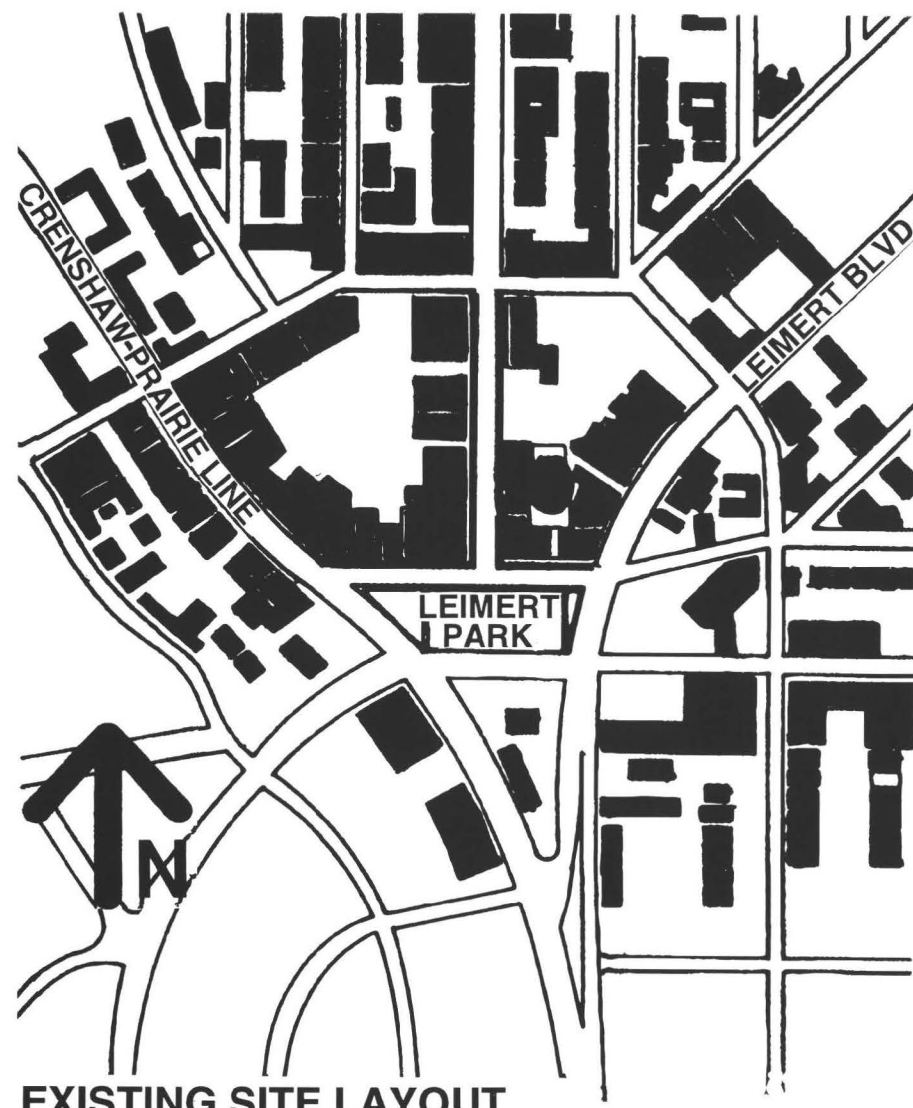 CRENSHAW-PRAIRIE LINE
LEIMERT BLVD
LEIMERT
PARK
N
EXISTING SITE LAYOUT